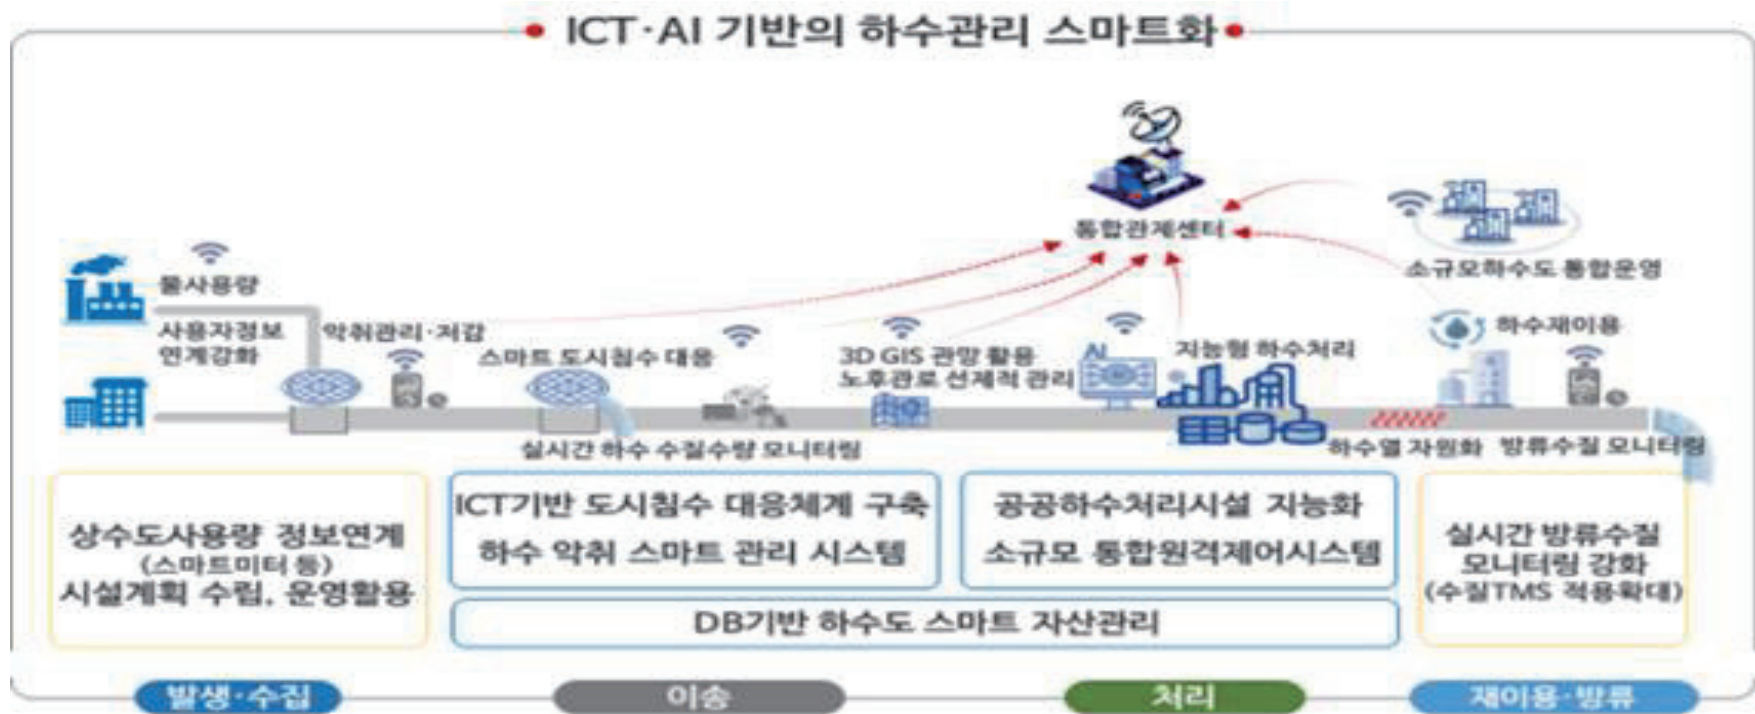 ICT·AI 기반의 하수관리 스마트화
통합관제센터
소규모하수도 통합운영
물사용량
사용자정보
연계강화
악취관리·저감
스마트 도시침수 대응
3D GIS 관망 활용
노후관로 선제적 관리
AI
지능형 하수처리
하수재이용
실시간 하수 수질수량 모니터링
하수열 자원화
방류수질 모니터링
상수도사용량 정보연계
(스마트미터 등)
시설계획 수립, 운영활용
ICT기반 도시침수 대응체계 구축
하수 악취 스마트 관리 시스템
공공하수처리시설 지능화
소규모 통합원격제어시스템
DB기반 하수도 스마트 자산관리
실시간 방류수질
모니터링 강화
(수질TMS 적용확대)
발생·수집
이송
처리
재이용·방류